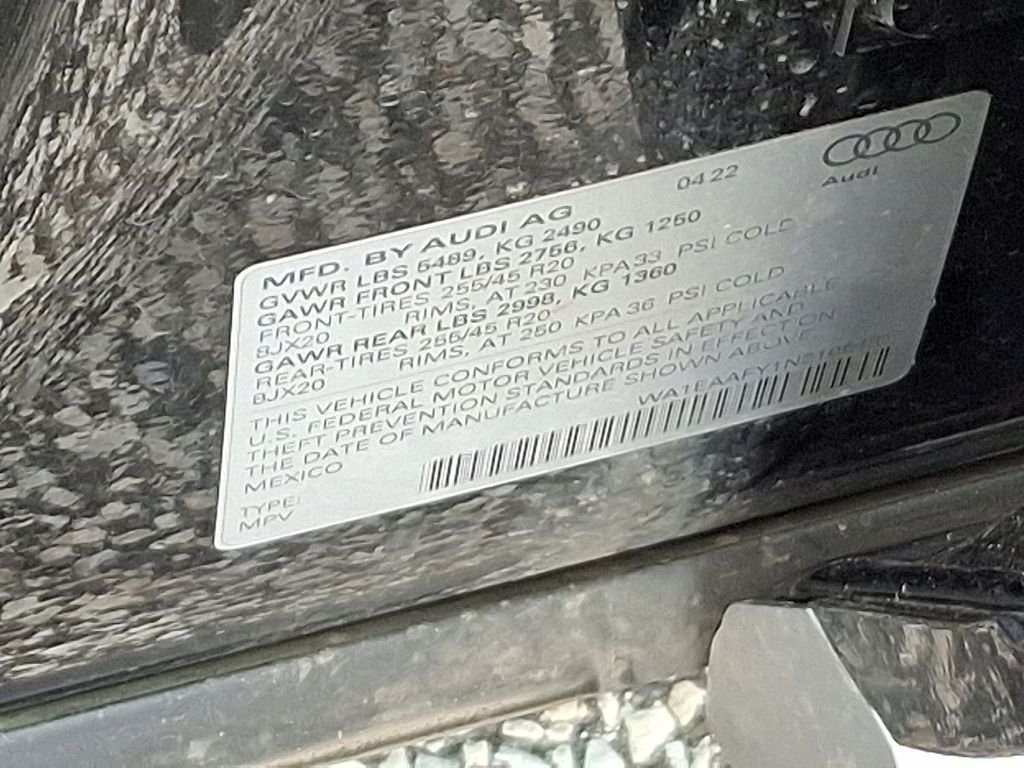 04 22
Audi
MFD. BY AUDI AG
GVWR LBS 5489, KG 2490
GAWR FRONT LBS 2756, KG 1250
FRONT-TIRES 255/45 R20
8JX20 RIMS, AT 230 KPA 33 PSI COLD
GAWR REAR LBS 2998, KG 1360
REAR-TIRES 255/45 R20
8JX20 RIMS, AT 250 KPA 36 PSI COLD
THIS VEHICLE CONFORMS TO ALL APPLICABLE
U.S. FEDERAL MOTOR VEHICLE SAFETY AND
THEFT PREVENTION STANDARDS IN EFFECT ON
THE DATE OF MANUFACTURE SHOWN ABOVE
MEXICO
TYPE:
MPV